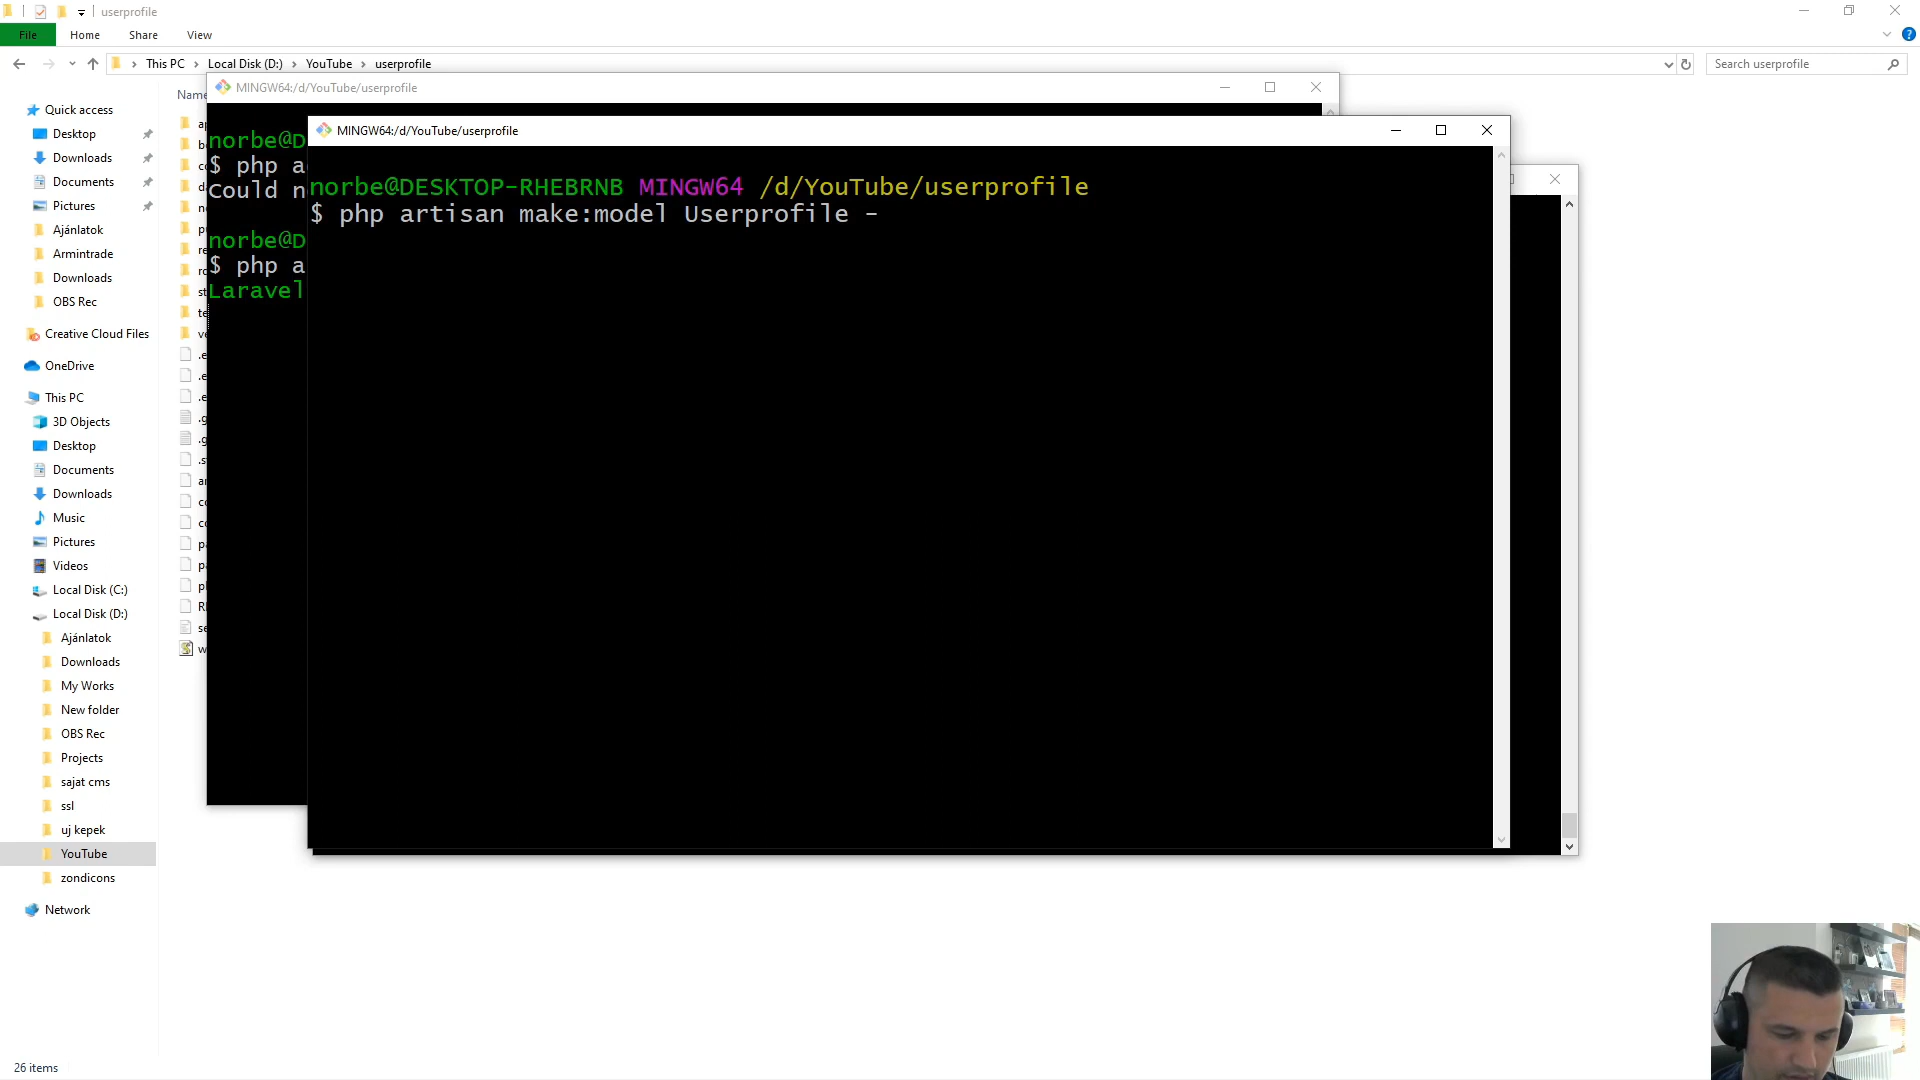 userprofile
File
Home
Share
View
This PC
Local Disk (D:)
YouTube
userprofile
Search userprofile
Name
Quick access
Desktop
Downloads
Documents
Pictures
Ajánlatok
Armintrade
Downloads
OBS Rec
Creative Cloud Files
OneDrive
This PC
3D Objects
Desktop
Documents
Downloads
Music
Pictures
Videos
Local Disk (C:)
Local Disk (D:)
Ajánlatok
Downloads
My Works
New folder
OBS Rec
Projects
sajat cms
ssl
uj kepek
YouTube
zondicons
Network
26 items
MINGW64:/d/YouTube/userprofile
norbe@D
$ php a
Could n
norbe@D
$ php a
Laravel
MINGW64:/d/YouTube/userprofile
norbe@DESKTOP-RHEBRNB MINGW64 /d/YouTube/userprofile
$ php artisan make:model Userprofile -